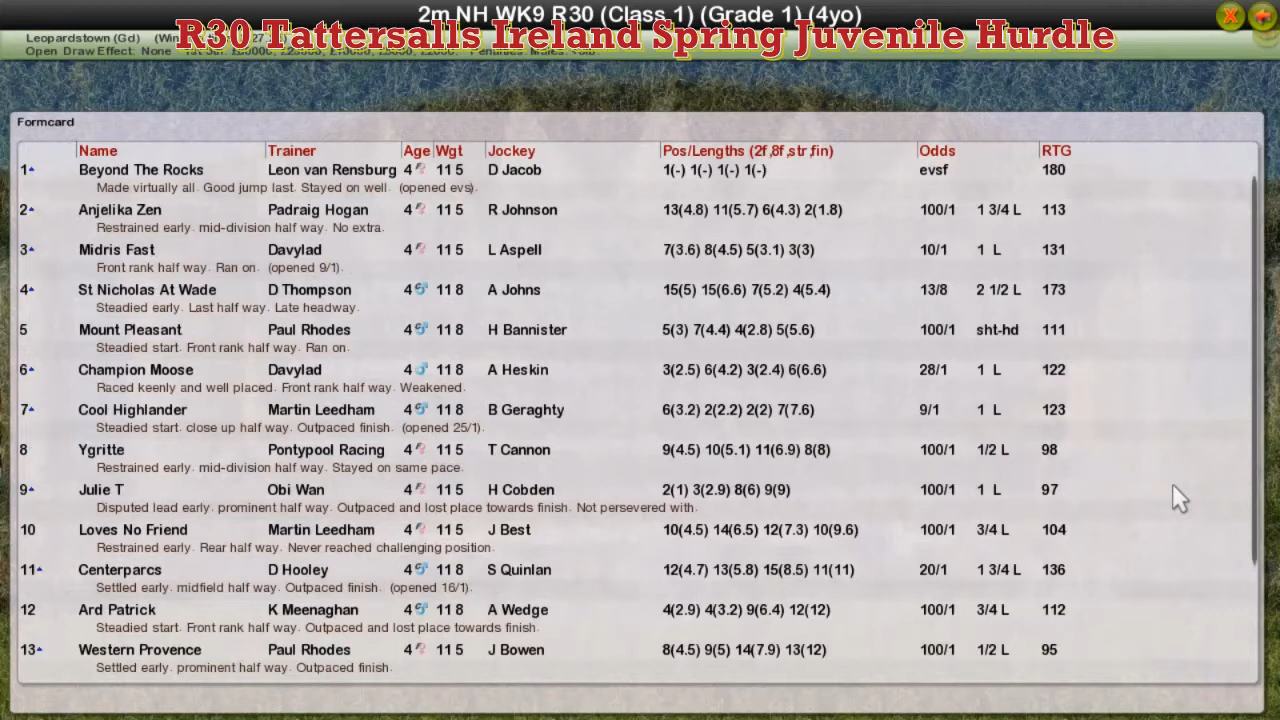 2m NH WK9 R30 (Class 1) (Grade 1) (4yo)
R30 Tattersalls Ireland Spring Juvenile Hurdle
Leopardstown (Gd) (Win
Open Draw Effect: None
Formcard
Name Trainer Age Wgt Jockey Pos/Lengths (2f,8f,str,fin) Odds RTG
1 Beyond The Rocks Leon van Rensburg 4 11 5 D Jacob 1(-) 1(-) 1(-) 1(-) evsf 180
Made virtually all. Good jump last. Stayed on well. (opened evs).
2 Anjelika Zen Padraig Hogan 4 11 5 R Johnson 13(4.8) 11(5.7) 6(4.3) 2(1.8) 100/1 1 3/4 L 113
Restrained early. mid-division half way. No extra.
3 Midris Fast Davylad 4 11 5 L Aspell 7(3.6) 8(4.5) 5(3.1) 3(3) 10/1 1 L 131
Front rank half way. Ran on. (opened 9/1).
4 St Nicholas At Wade D Thompson 4 11 8 A Johns 15(5) 15(6.6) 7(5.2) 4(5.4) 13/8 2 1/2 L 173
Steadied early. Last half way. Late headway.
5 Mount Pleasant Paul Rhodes 4 11 8 H Bannister 5(3) 7(4.4) 4(2.8) 5(5.6) 100/1 sht-hd 111
Steadied start. Front rank half way. Ran on.
6 Champion Moose Davylad 4 11 8 A Heskin 3(2.5) 6(4.2) 3(2.4) 6(6.6) 28/1 1 L 122
Raced keenly and well placed. Front rank half way. Weakened.
7 Cool Highlander Martin Leedham 4 11 8 B Geraghty 6(3.2) 2(2.2) 2(2) 7(7.6) 9/1 1 L 123
Steadied start. close up half way. Outpaced finish. (opened 25/1).
8 Ygritte Pontypool Racing 4 11 5 T Cannon 9(4.5) 10(5.1) 11(6.9) 8(8) 100/1 1/2 L 98
Restrained early. mid-division half way. Stayed on same pace.
9 Julie T Obi Wan 4 11 5 H Cobden 2(1) 3(2.9) 8(6) 9(9) 100/1 1 L 97
Disputed lead early. prominent half way. Outpaced and lost place towards finish. Not persevered with.
10 Loves No Friend Martin Leedham 4 11 5 J Best 10(4.5) 14(6.5) 12(7.3) 10(9.6) 100/1 3/4 L 104
Restrained early. Rear half way. Never reached challenging position.
11 Centerparcs D Hooley 4 11 8 S Quinlan 12(4.7) 13(5.8) 15(8.5) 11(11) 20/1 1 3/4 L 136
Settled early. midfield half way. Outpaced finish. (opened 16/1).
12 Ard Patrick K Meenaghan 4 11 8 A Wedge 4(2.9) 4(3.2) 9(6.4) 12(12) 100/1 3/4 L 112
Steadied start. Front rank half way. Outpaced and lost place towards finish.
13 Western Provence Paul Rhodes 4 11 5 J Bowen 8(4.5) 9(5) 14(7.9) 13(12) 100/1 1/2 L 95
Settled early. prominent half way. Outpaced finish.